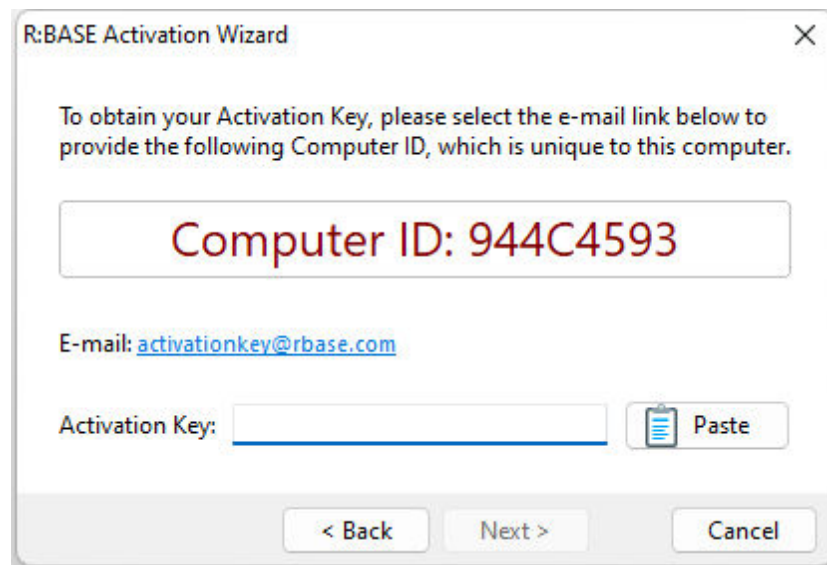 R:BASE Activation Wizard
To obtain your Activation Key, please select the e-mail link below to
provide the following Computer ID, which is unique to this computer.
Computer ID: 944C4593
E-mail: activationkey@rbase.com
Activation Key:
Paste
< Back
Next >
Cancel